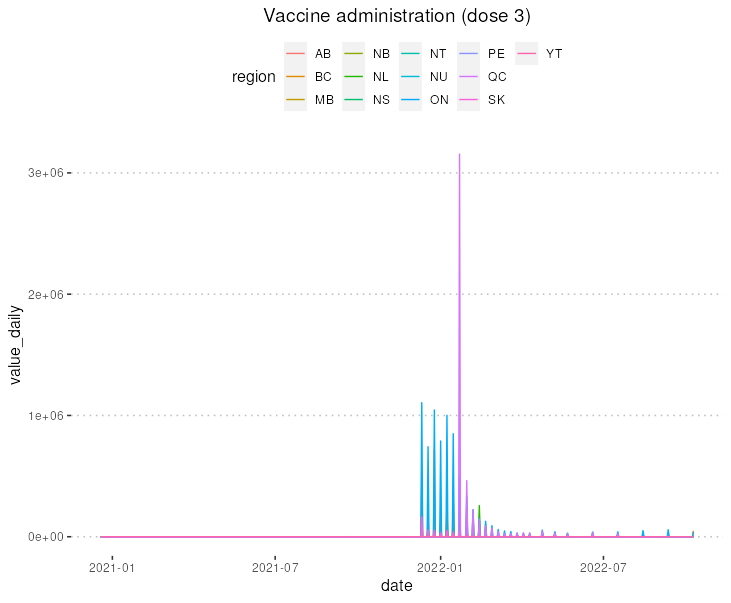 Vaccine administration (dose 3)
region
AB NB NT PE YT
BC NL NU QC
MB NS ON SK
value_daily
3e+06
2e+06
1e+06
0e+00
2021-01 2021-07 2022-01 2022-07
date